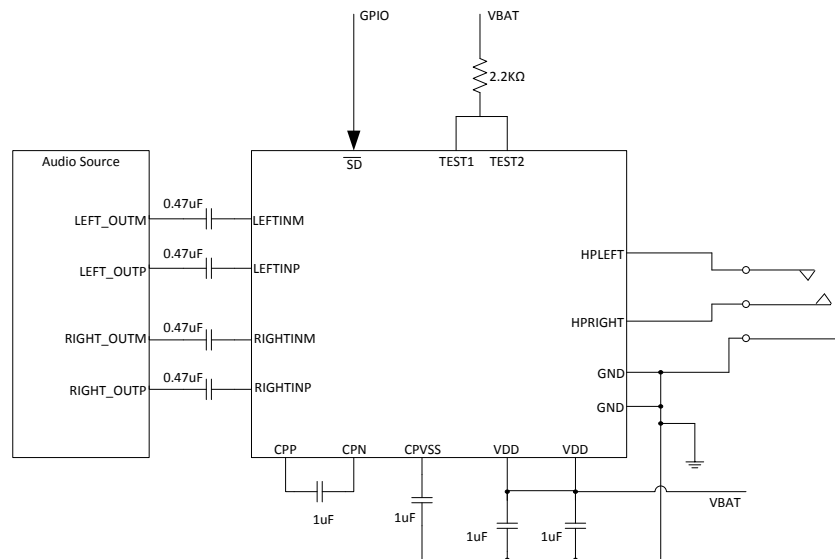 GPIO
VBAT
2.2KΩ
Audio Source
SD
TEST1
TEST2
LEFT_OUTM
0.47uF
LEFTINM
LEFT_OUTP
0.47uF
LEFTINP
HPLEFT
RIGHT_OUTM
0.47uF
RIGHTINM
HPRIGHT
RIGHT_OUTP
0.47uF
RIGHTINP
GND
GND
CPP
CPN
CPVSS
VDD
VDD
VBAT
1uF
1uF
1uF
1uF